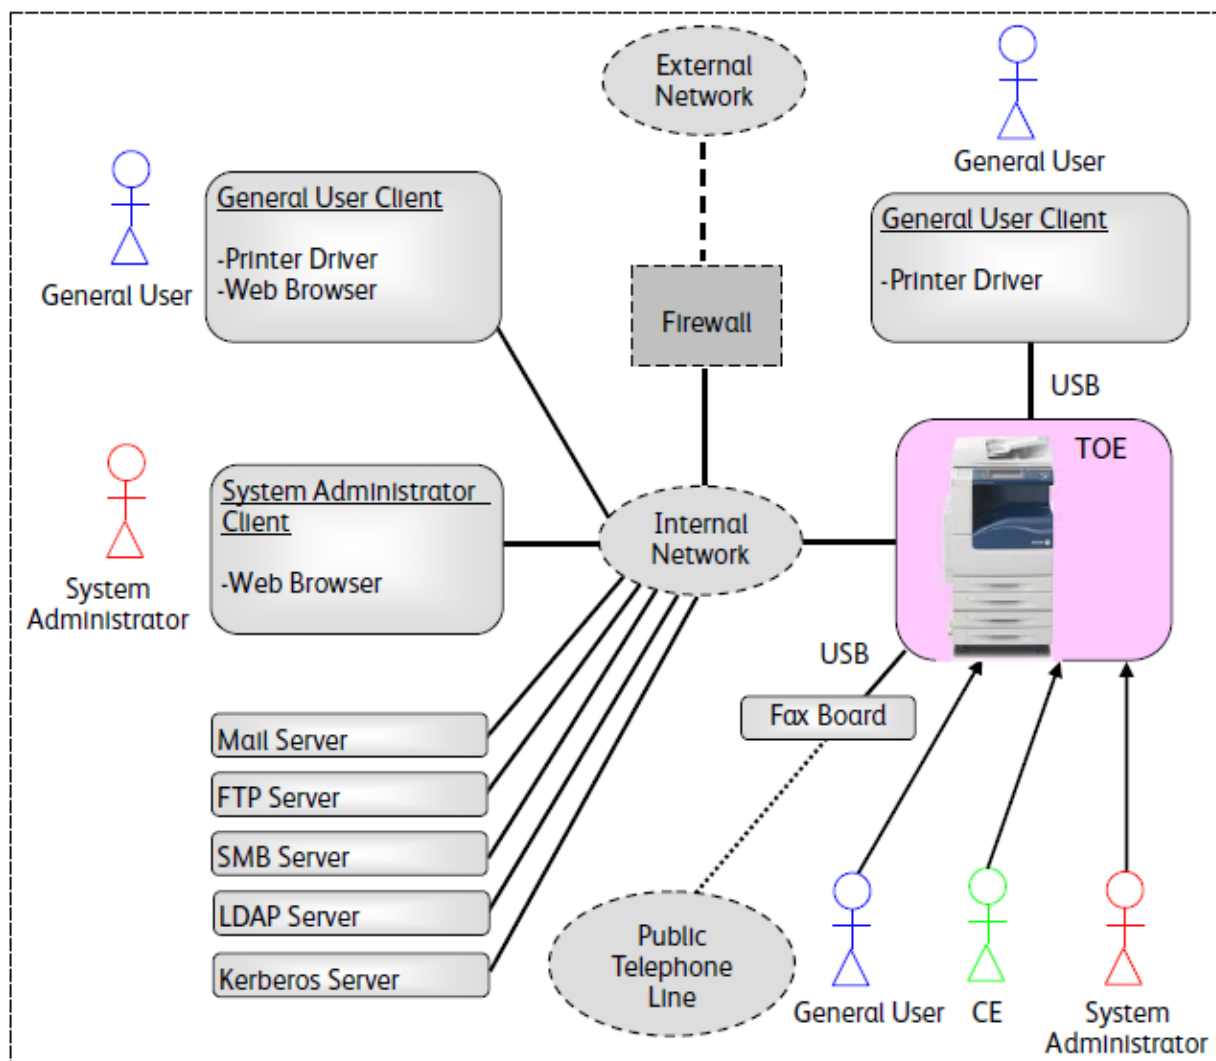 External
Network
General User
General User Client
-Printer Driver
-Web Browser
General User
General User Client
-Printer Driver
Firewall
USB
TOE
System Administrator
Client
-Web Browser
System
Administrator
Internal
Network
USB
Fax Board
Mail Server
FTP Server
SMB Server
LDAP Server
Kerberos Server
Public
Telephone
Line
General User
CE
System
Administrator